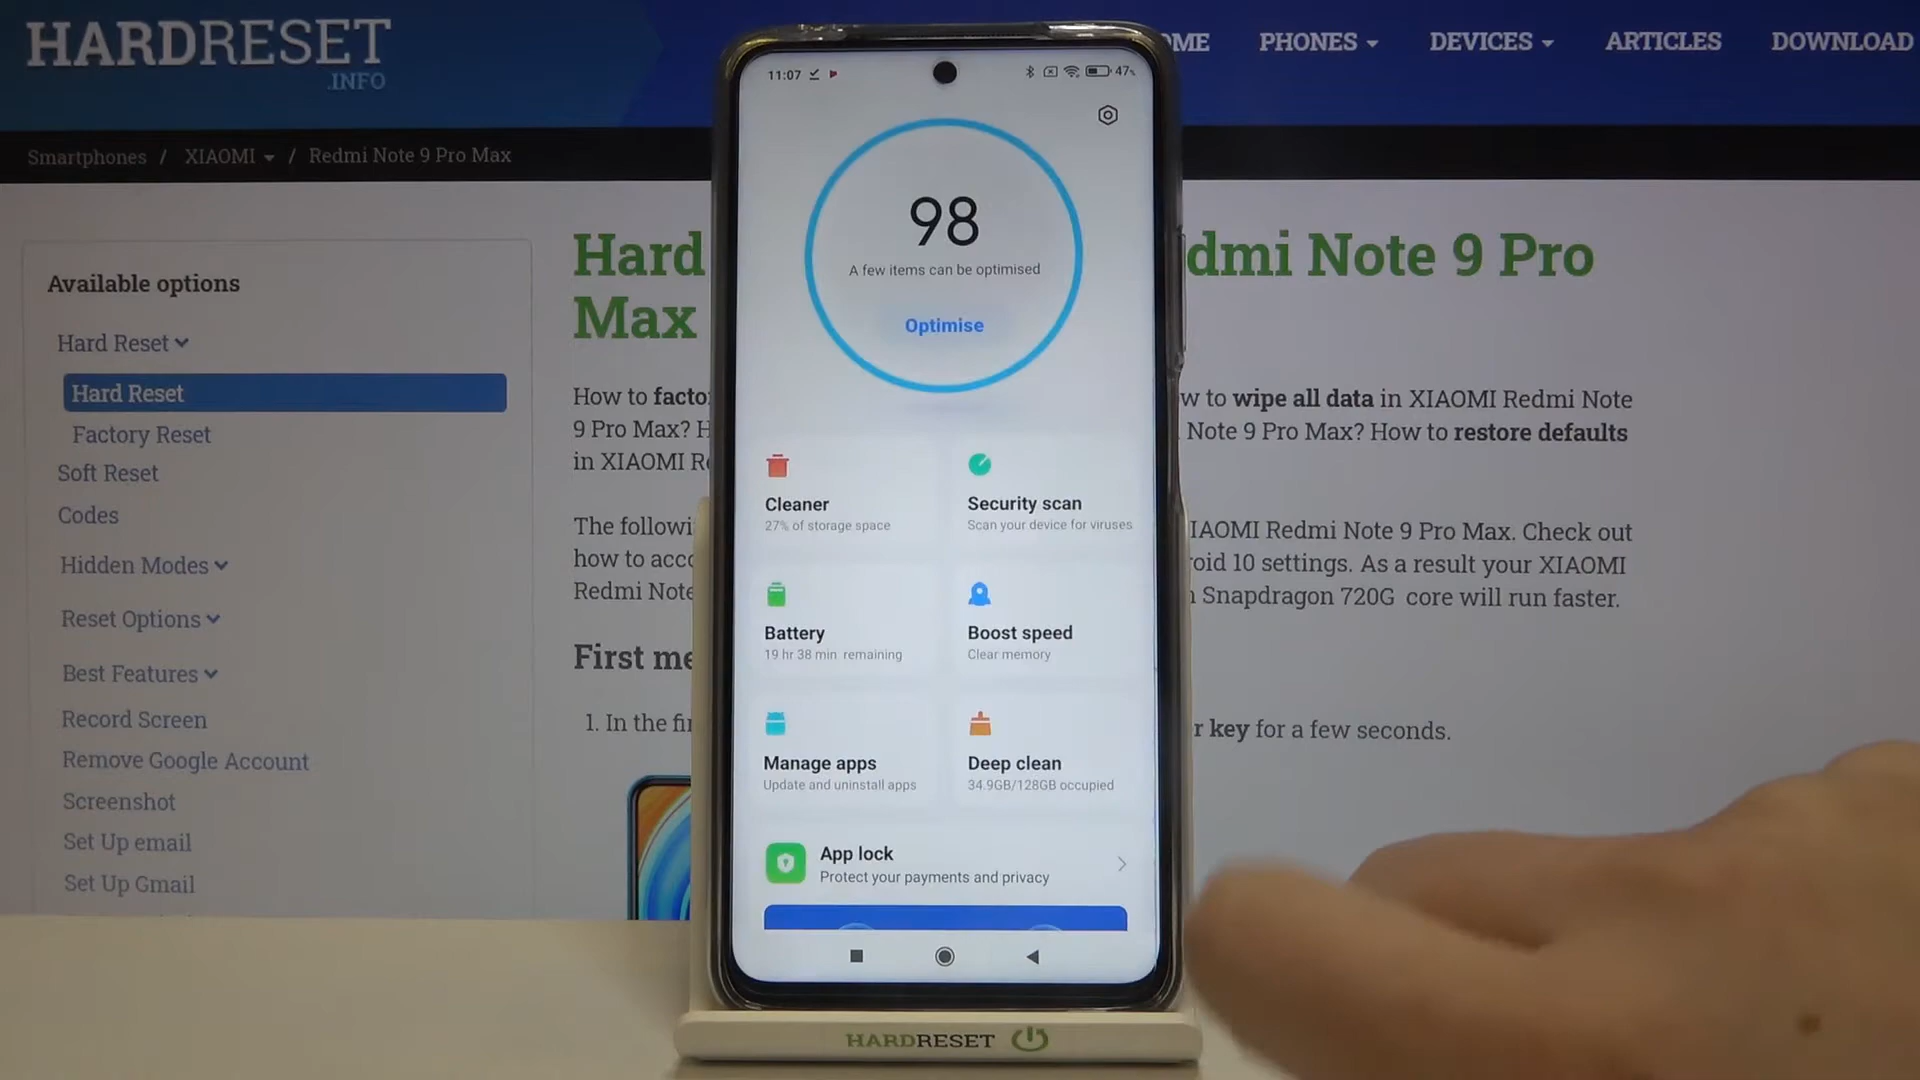 HARDRESET
.INFO
OME PHONES DEVICES ARTICLES DOWNLOAD
Smartphones / XIAOMI / Redmi Note 9 Pro Max
Available options
Hard Reset
Hard Reset
Factory Reset
Soft Reset
Codes
Hidden Modes
Reset Options
Best Features
Record Screen
Remove Google Account
Screenshot
Set Up email
Set Up Gmail
Hard dmi Note 9 Pro
Max
How to facto w to wipe all data in XIAOMI Redmi Note
9 Pro Max? H Note 9 Pro Max? How to restore defaults
in XIAOMI R
The followi IAOMI Redmi Note 9 Pro Max. Check out
how to acc oid 10 settings. As a result your XIAOMI
Redmi Note Snapdragon 720G core will run faster.
First me
1. In the fir r key for a few seconds.
11:07 47%
98
A few items can be optimised
Optimise
Cleaner
27% of storage space
Security scan
Scan your device for viruses
Battery
19 hr 38 min remaining
Boost speed
Clear memory
Manage apps
Update and uninstall apps
Deep clean
34.9GB/128GB occupied
App lock
Protect your payments and privacy
HARDRESET